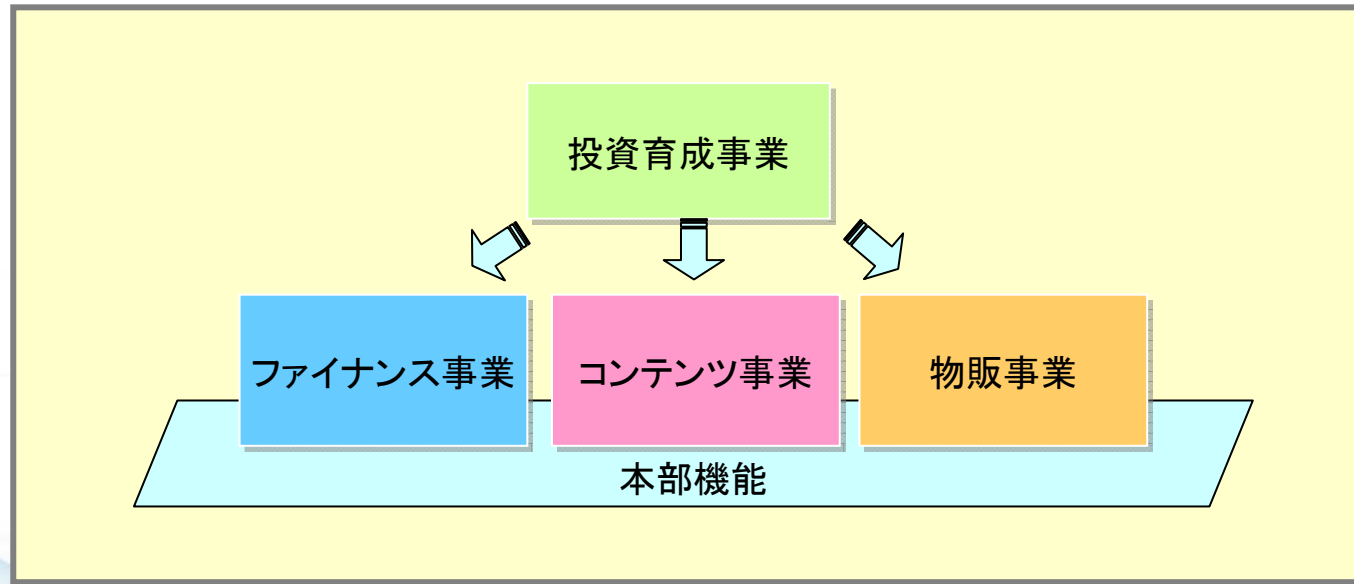 投資育成事業
ファイナンス事業
コンテンツ事業
物販事業
本部機能